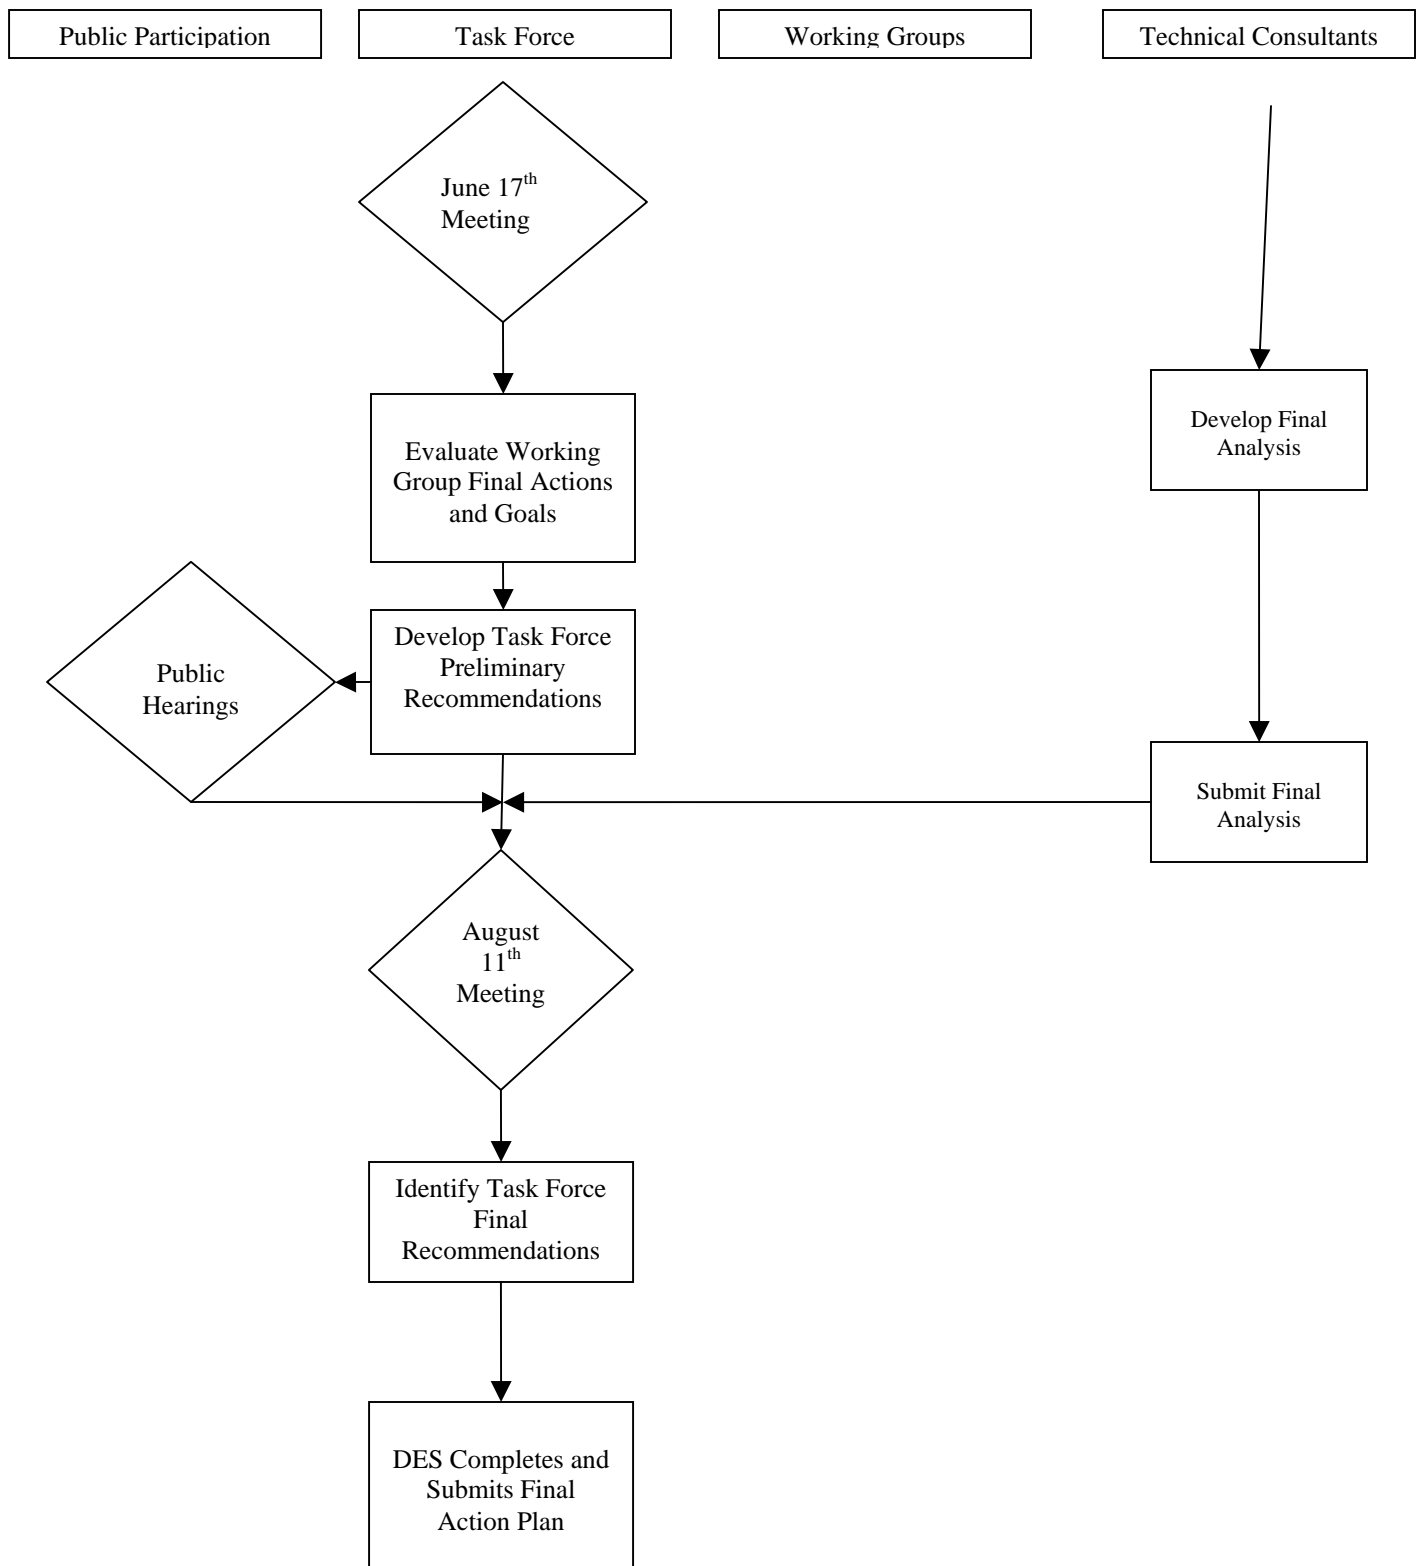 Public Participation
Task Force
Working Groups
Technical Consultants
June 17th
Meeting
Evaluate Working
Group Final Actions
and Goals
Develop Final
Analysis
Develop Task Force
Preliminary
Recommendations
Public
Hearings
Submit Final
Analysis
August
11th
Meeting
Identify Task Force
Final
Recommendations
DES Completes and
Submits Final
Action Plan